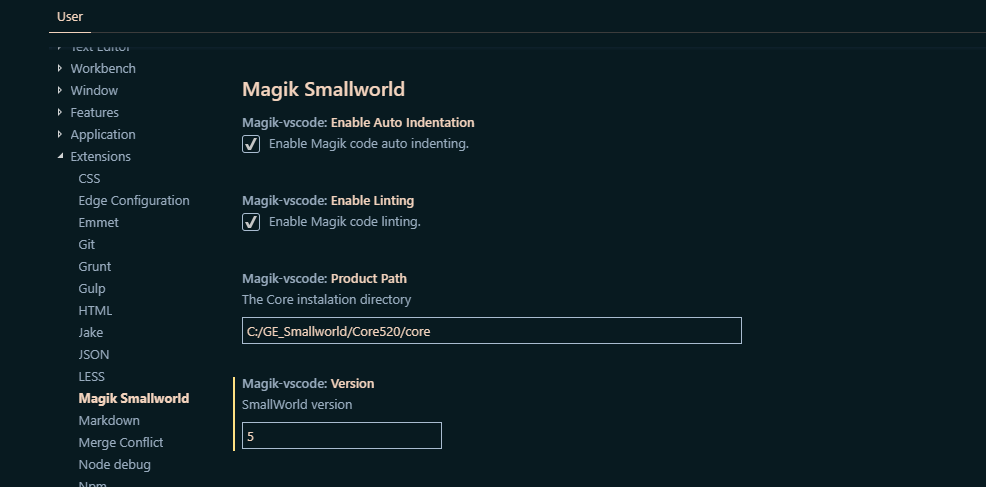 User
Text Editor
Workbench
Window
Features
Application
Extensions
CSS
Edge Configuration
Emmet
Git
Grunt
Gulp
HTML
Jake
JSON
LESS
Magik Smallworld
Markdown
Merge Conflict
Node debug
Npm
Magik Smallworld
Magik-vscode: Enable Auto Indentation
Enable Magik code auto indenting.
Magik-vscode: Enable Linting
Enable Magik code linting.
Magik-vscode: Product Path
The Core instalation directory
C:/GE_Smallworld/Core520/core
Magik-vscode: Version
SmallWorld version
5